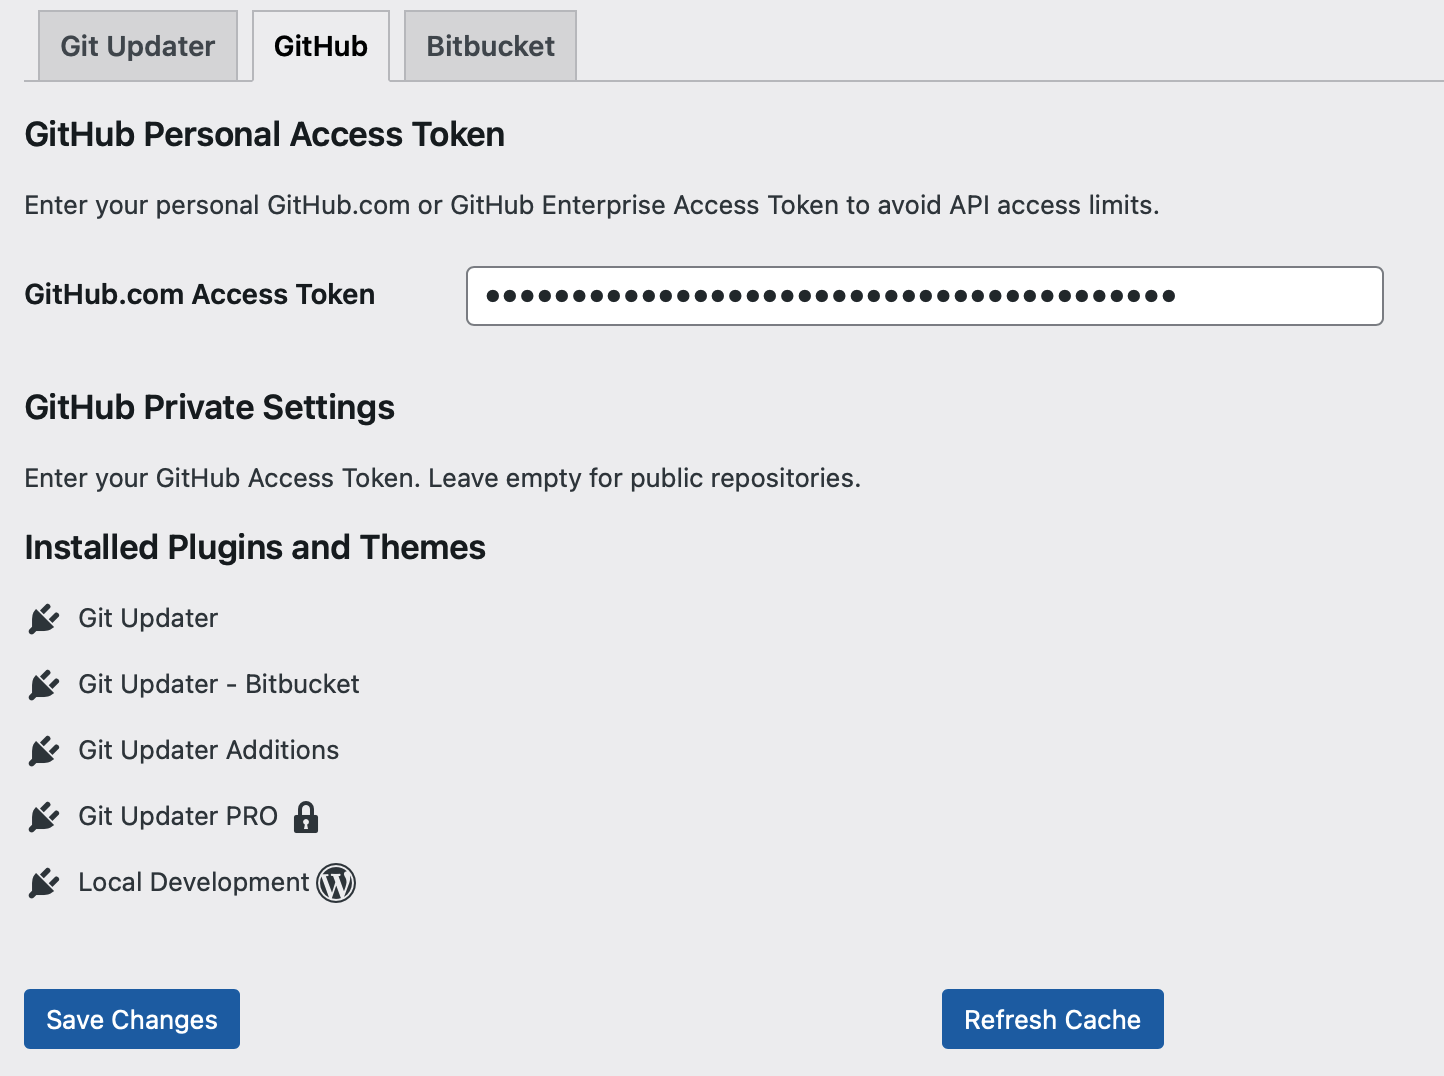 Git Updater
GitHub
Bitbucket
GitHub Personal Access Token
Enter your personal GitHub.com or GitHub Enterprise Access Token to avoid API access limits.
GitHub.com Access Token
••••••••••••••••••••••••••••••••••••••••
GitHub Private Settings
Enter your GitHub Access Token. Leave empty for public repositories.
Installed Plugins and Themes
Git Updater
Git Updater - Bitbucket
Git Updater Additions
Git Updater PRO
Local Development
Save Changes
Refresh Cache